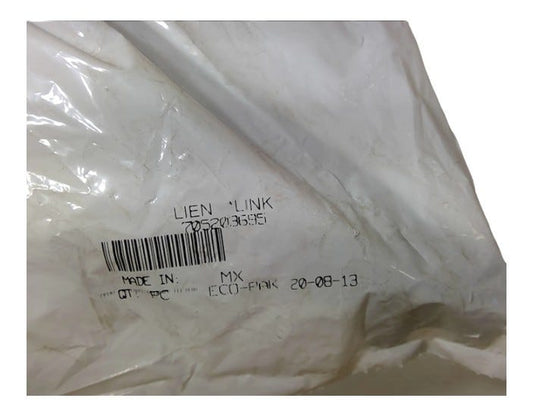 LIEN *LINK
705203695
MADE IN: MX
QT: PC ECO-PAK 20-08-13